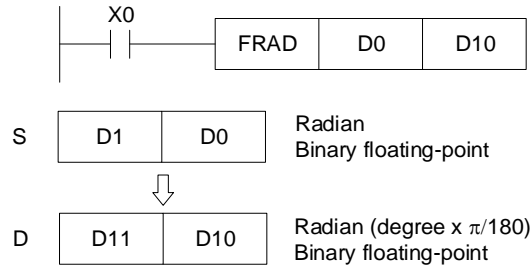 X0
FRAD D0 D10
S D1 D0 Radian
Binary floating-point
D D11 D10 Radian (degree x π/180)
Binary floating-point